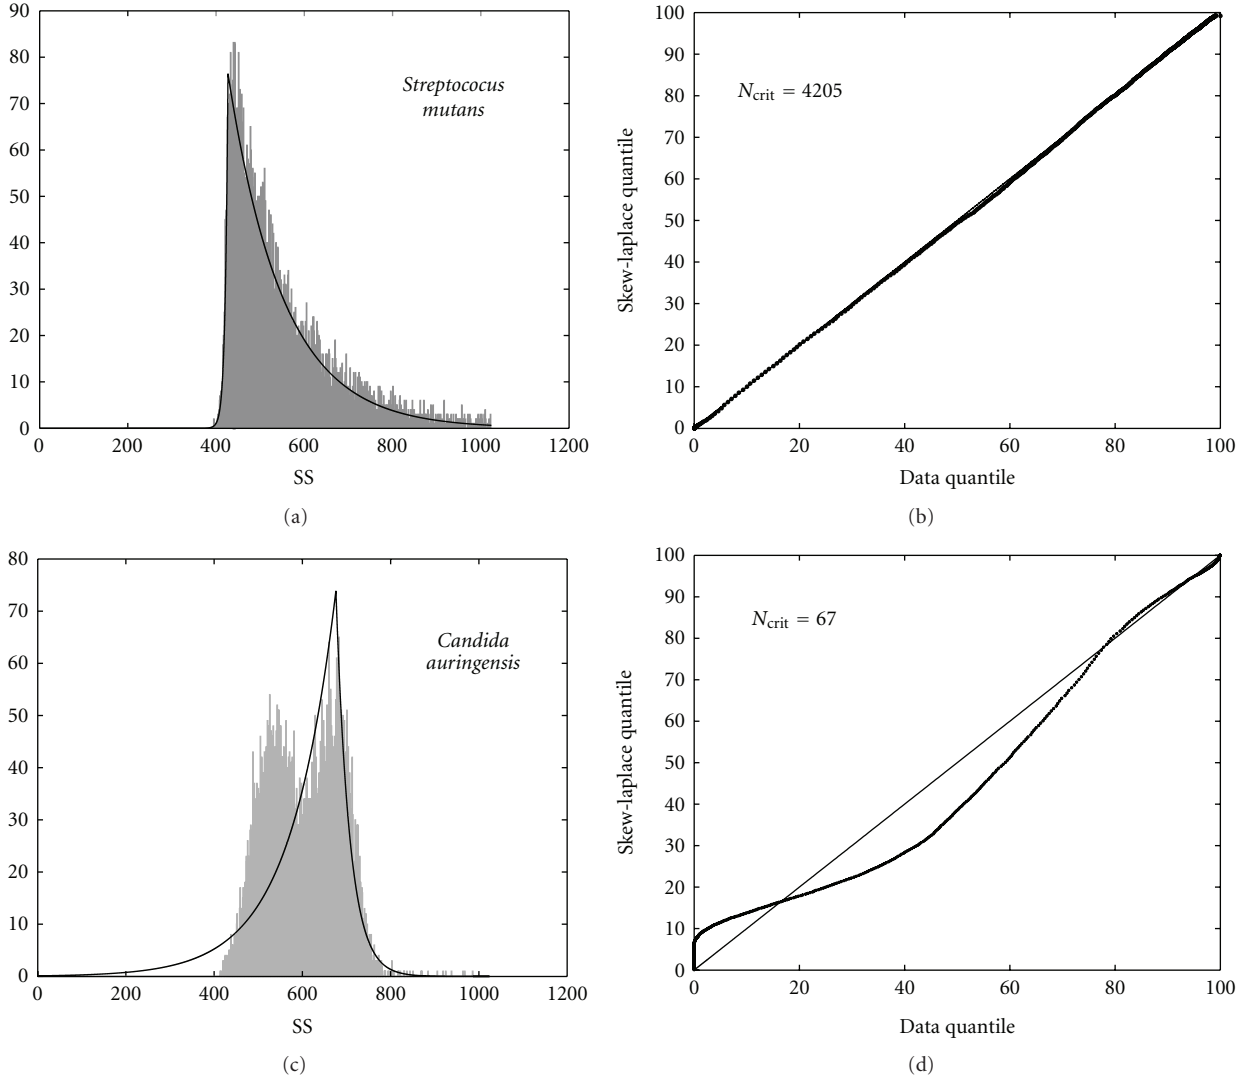 90
80
70
60
50
40
30
20
10
0
0 200 400 600 800 1000 1200
Streptococus
mutans
SS
(a)
100
90
80
70
60
50
40
30
20
10
0
0 20 40 60 80 100
N_crit = 4205
Skew-laplace quantile
Data quantile
(b)
80
70
60
50
40
30
20
10
0
0 200 400 600 800 1000 1200
Candida
auringensis
SS
(c)
100
90
80
70
60
50
40
30
20
10
0
0 20 40 60 80 100
N_crit = 67
Skew-laplace quantile
Data quantile
(d)